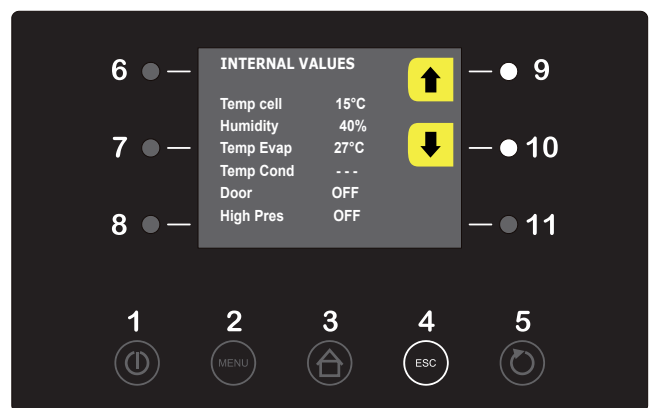 INTERNAL VALUES
6
9
Temp cell 15°C
Humidity 40%
7
Temp Evap 27°C
10
Temp Cond - - -
Door OFF
8
High Pres OFF
11
1 2 3 4 5
MENU ESC